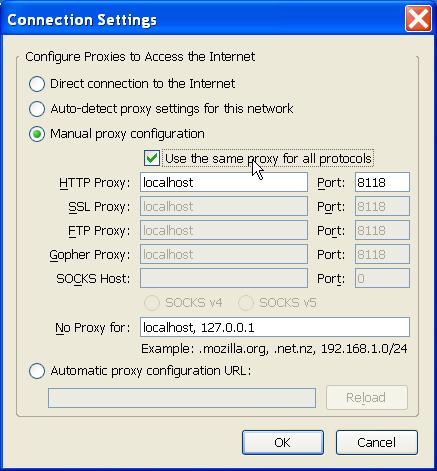 Connection Settings
Configure Proxies to Access the Internet
Direct connection to the Internet
Auto-detect proxy settings for this network
Manual proxy configuration
Use the same proxy for all protocols
HTTP Proxy: localhost Port: 8118
SSL Proxy: localhost Port: 8118
FTP Proxy: localhost Port: 8118
Gopher Proxy: localhost Port: 8118
SOCKS Host: Port: 0
SOCKS v4 SOCKS v5
No Proxy for: localhost, 127.0.0.1
Example: .mozilla.org, .net.nz, 192.168.1.0/24
Automatic proxy configuration URL:
Reload
OK Cancel